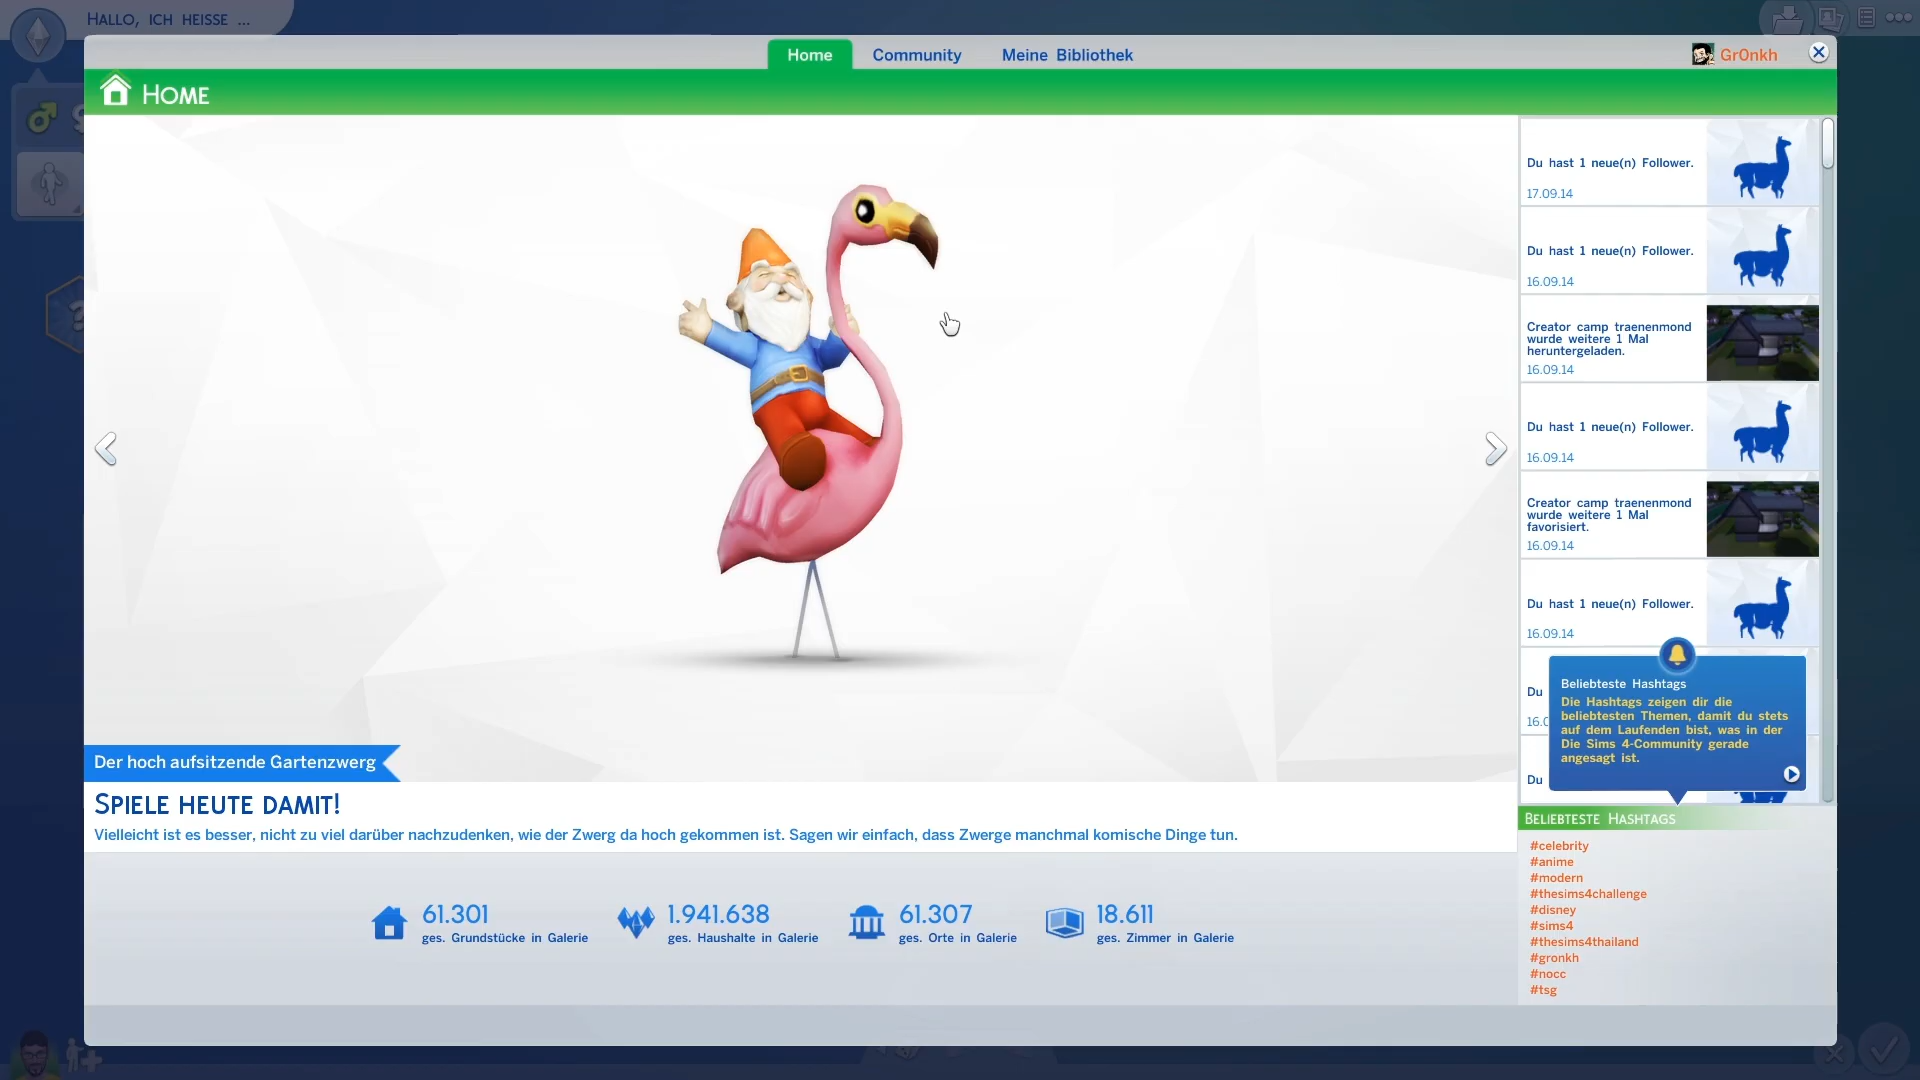 Hallo, ich heisse ...
Home
Community
Meine Bibliothek
Gr0nkh
Home
Du hast 1 neue(n) Follower.
17.09.14
Du hast 1 neue(n) Follower.
16.09.14
Creator camp traenenmond
wurde weitere 1 Mal
heruntergeladen.
16.09.14
Du hast 1 neue(n) Follower.
16.09.14
Creator camp traenenmond
wurde weitere 1 Mal
favorisiert.
16.09.14
Du hast 1 neue(n) Follower.
16.09.14
Du
Du
Beliebteste Hashtags
Die Hashtags zeigen dir die
beliebtesten Themen, damit du stets
auf dem Laufenden bist, was in der
Die Sims 4-Community gerade
angesagt ist.
Der hoch aufsitzende Gartenzwerg
Spiele heute damit!
Vielleicht ist es besser, nicht zu viel darüber nachzudenken, wie der Zwerg da hoch gekommen ist. Sagen wir einfach, dass Zwerge manchmal komische Dinge tun.
61.301
ges. Grundstücke in Galerie
1.941.638
ges. Haushalte in Galerie
61.307
ges. Orte in Galerie
18.611
ges. Zimmer in Galerie
Beliebteste Hashtags
#celebrity
#anime
#modern
#thesims4challenge
#disney
#sims4
#thesims4thailand
#gronkh
#nocc
#tsg